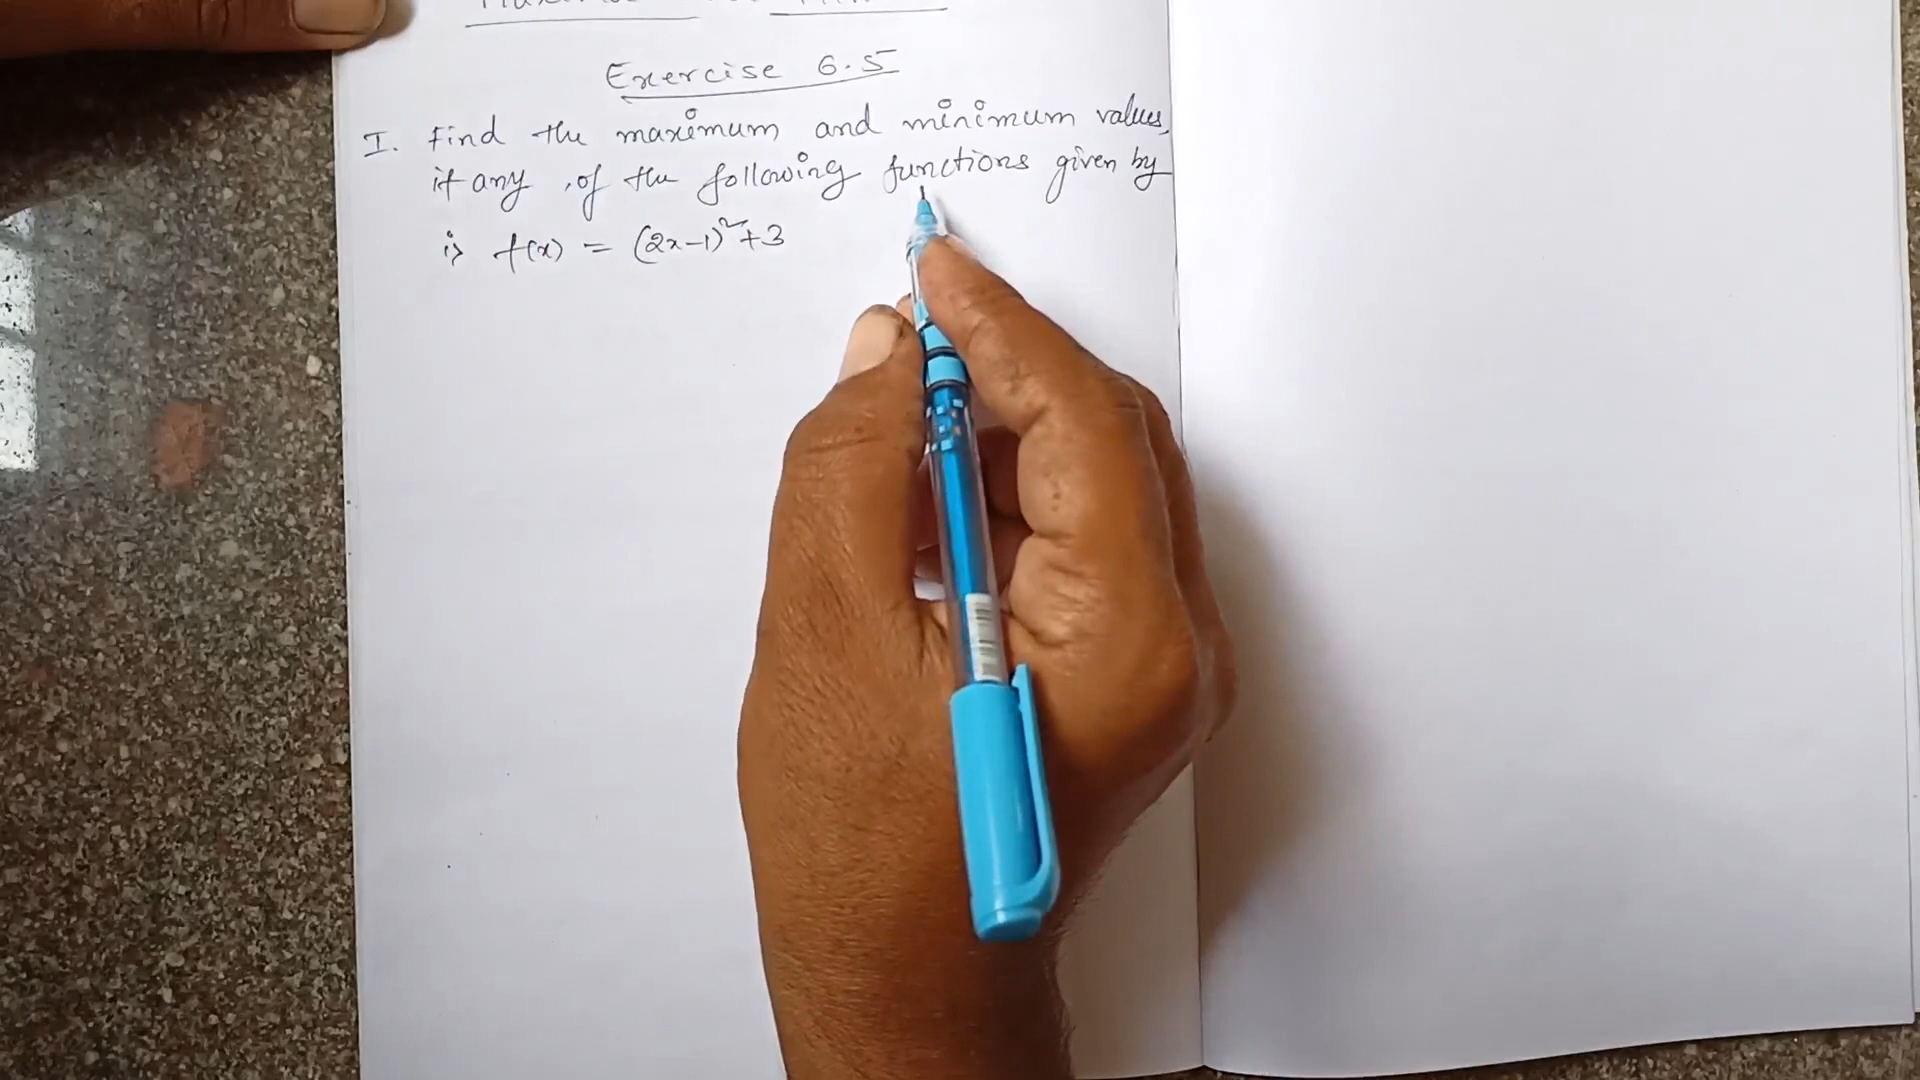 Exercise 6.5
I. Find the maximum and minimum values,
if any, of the following functions given by
i) f(x) = (2x-1)²+3